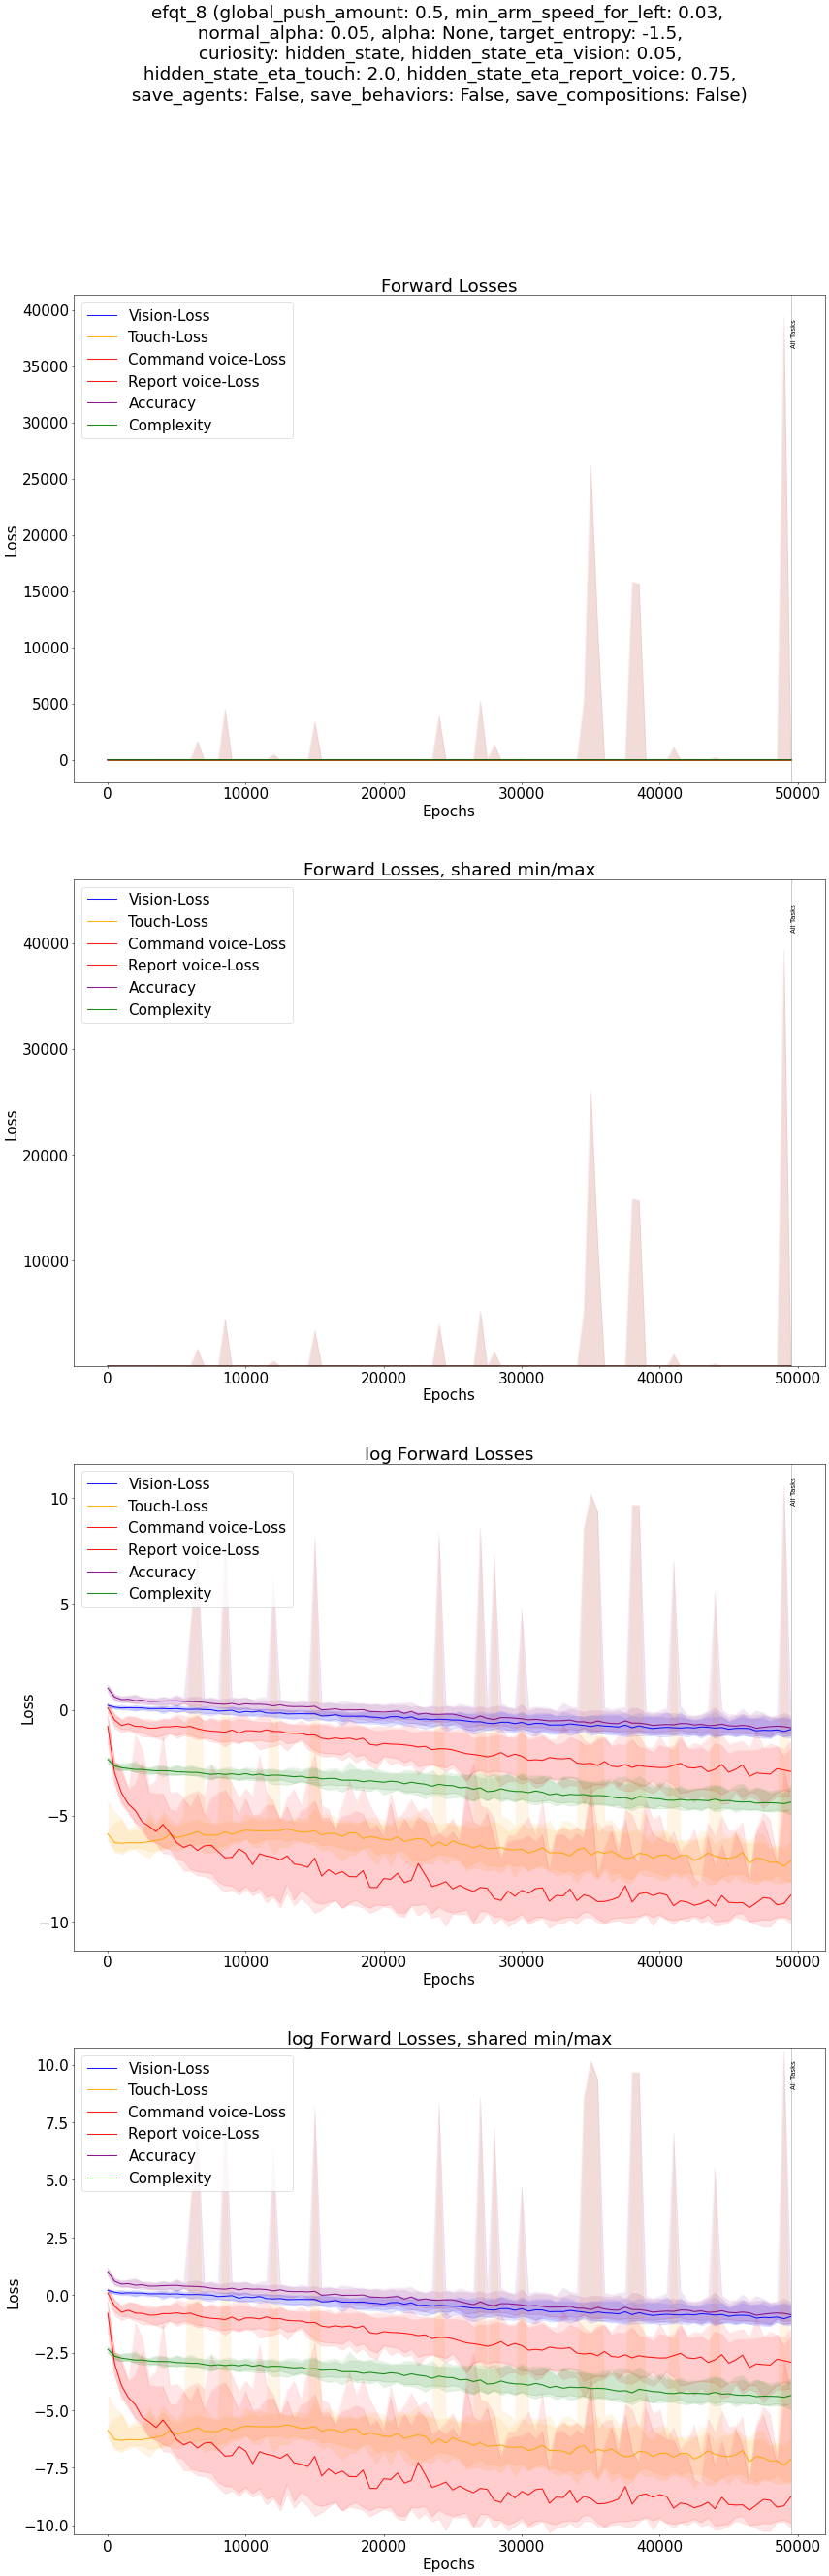 efqt_8 (global_push_amount: 0.5, min_arm_speed_for_left: 0.03,
normal_alpha: 0.05, alpha: None, target_entropy: -1.5,
curiosity: hidden_state, hidden_state_eta_vision: 0.05,
hidden_state_eta_touch: 2.0, hidden_state_eta_report_voice: 0.75,
save_agents: False, save_behaviors: False, save_compositions: False)
Forward Losses
Vision-Loss
Touch-Loss
Command voice-Loss
Report voice-Loss
Accuracy
Complexity
All Tasks
40000
35000
30000
25000
20000
15000
10000
5000
0
Loss
0 10000 20000 30000 40000 50000
Epochs
Forward Losses, shared min/max
Vision-Loss
Touch-Loss
Command voice-Loss
Report voice-Loss
Accuracy
Complexity
All Tasks
40000
30000
20000
10000
Loss
0 10000 20000 30000 40000 50000
Epochs
log Forward Losses
Vision-Loss
Touch-Loss
Command voice-Loss
Report voice-Loss
Accuracy
Complexity
All Tasks
10
5
0
−5
−10
Loss
0 10000 20000 30000 40000 50000
Epochs
log Forward Losses, shared min/max
Vision-Loss
Touch-Loss
Command voice-Loss
Report voice-Loss
Accuracy
Complexity
All Tasks
10.0
7.5
5.0
2.5
0.0
−2.5
−5.0
−7.5
−10.0
Loss
0 10000 20000 30000 40000 50000
Epochs